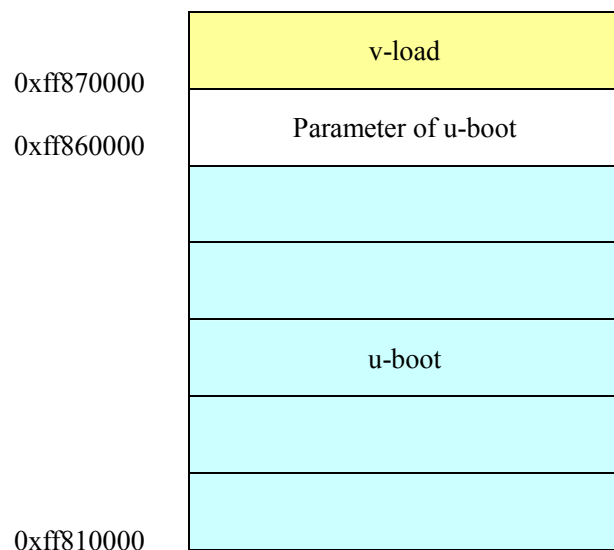 v-load
0xff870000
Parameter of u-boot
0xff860000
u-boot
0xff810000